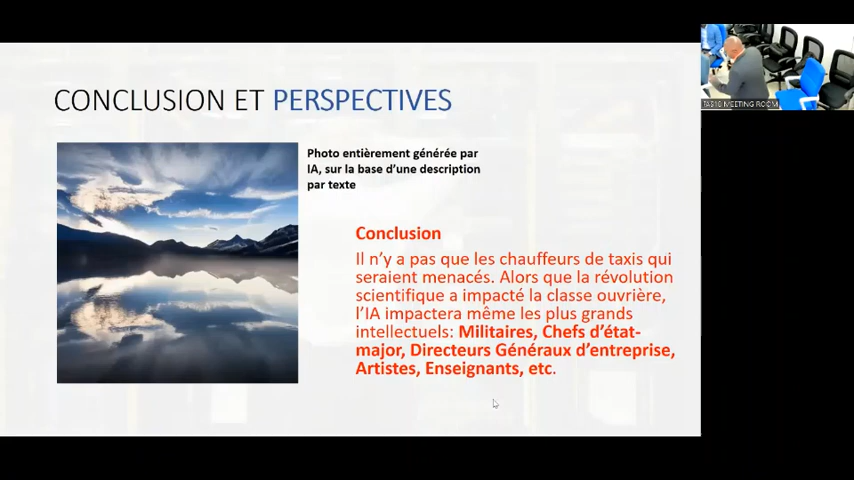 CONCLUSION ET PERSPECTIVES
Photo entièrement générée par
IA, sur la base d'une description
par texte
Conclusion
Il n'y a pas que les chauffeurs de taxis qui
seraient menacés. Alors que la révolution
scientifique a impacté la classe ouvrière,
l'IA impactera même les plus grands
intellectuels: Militaires, Chefs d'état-
major, Directeurs Généraux d'entreprise,
Artistes, Enseignants, etc.
MEETING ROOM